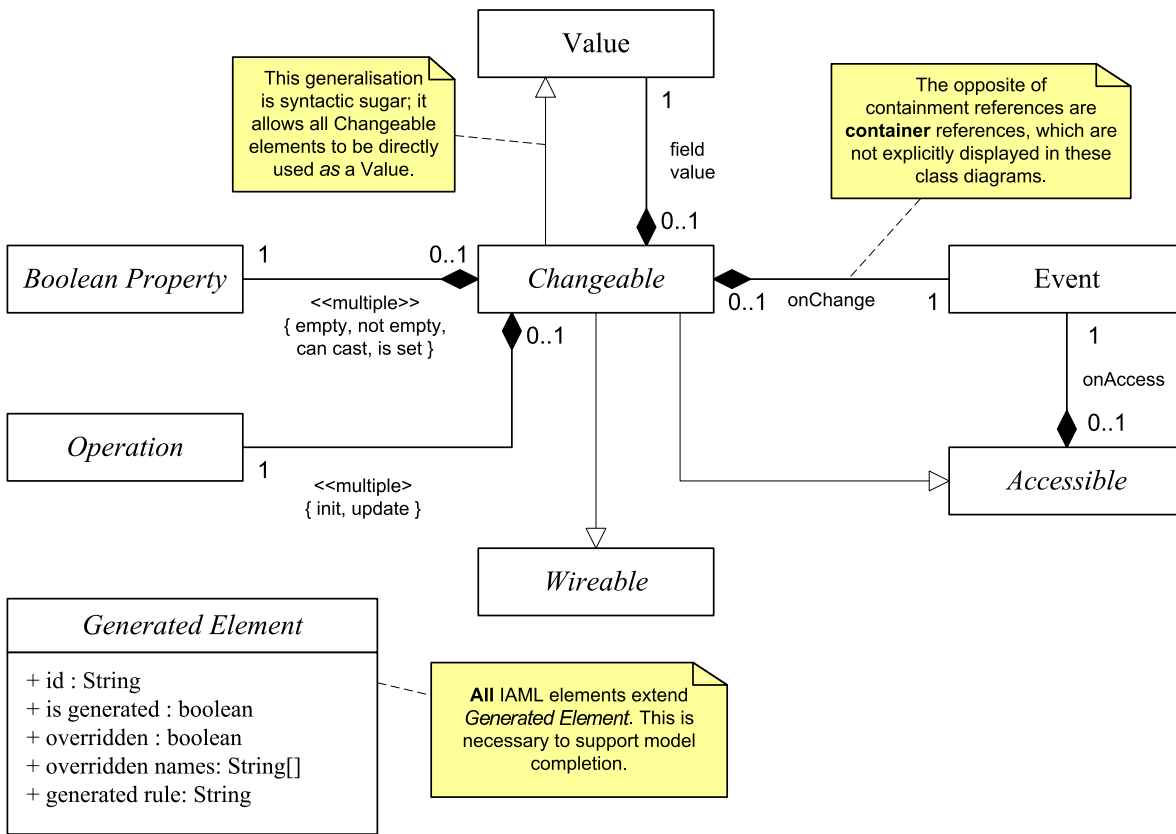 Value
This generalisation
is syntactic sugar; it
allows all Changeable
elements to be directly
used as a Value.
The opposite of
containment references are
container references, which are
not explicitly displayed in these
class diagrams.
1
field
value
0..1
Boolean Property
1
0..1
<<multiple>>
{ empty, not empty,
can cast, is set }
Changeable
0..1
onChange
1
Event
1
onAccess
0..1
Accessible
0..1
Operation
1
<<multiple>
{ init, update }
Wireable
Generated Element
+ id : String
+ is generated : boolean
+ overridden : boolean
+ overridden names: String[]
+ generated rule: String
All IAML elements extend
Generated Element. This is
necessary to support model
completion.